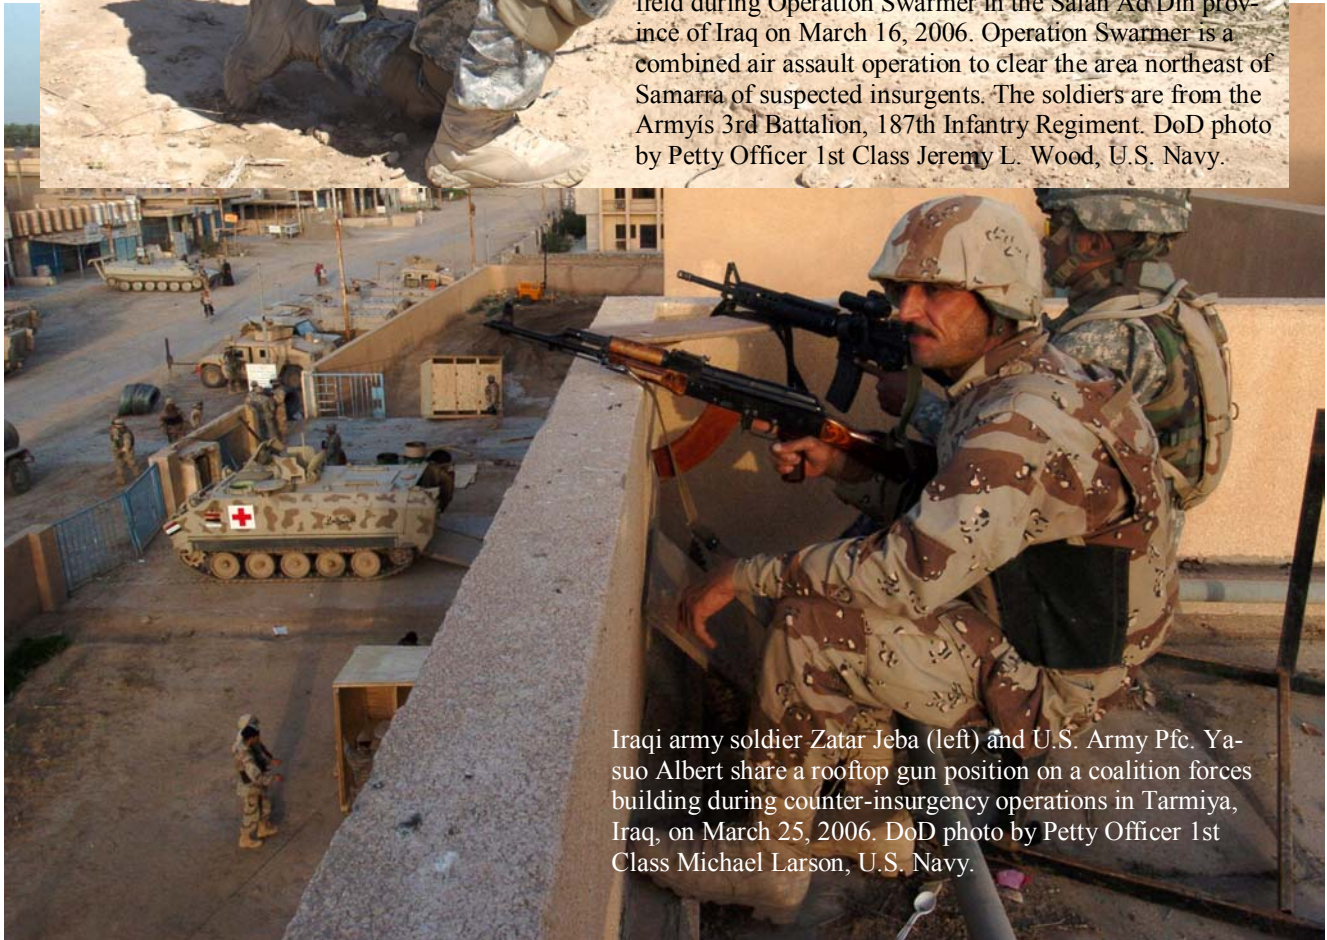 field during Operation Swarmer in the Salah Ad Din prov-
ince of Iraq on March 16, 2006. Operation Swarmer is a
combined air assault operation to clear the area northeast of
Samarra of suspected insurgents. The soldiers are from the
Armyís 3rd Battalion, 187th Infantry Regiment. DoD photo
by Petty Officer 1st Class Jeremy L. Wood, U.S. Navy.
Iraqi army soldier Zatar Jeba (left) and U.S. Army Pfc. Ya-
suo Albert share a rooftop gun position on a coalition forces
building during counter-insurgency operations in Tarmiya,
Iraq, on March 25, 2006. DoD photo by Petty Officer 1st
Class Michael Larson, U.S. Navy.